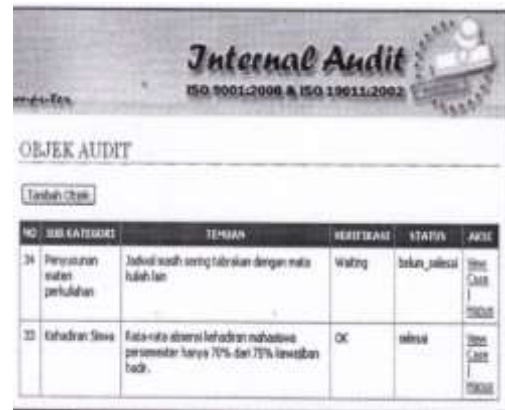 Internal Audit
ISO 9001:2008 & ISO 19011:2002
OBJEK AUDIT
Tambah Objek
NO SUB KATEGORI TEMUAN VERIFIKASI STATUS AKSI
34 Penyusunan materi perkuliahan Jadwal masih sering tabrakan dengan mata kuliah lain Waiting belum_selesai View Case | Hapus
33 Kehadiran Siswa Rata-rata absensi kehadiran mahasiswa persemester hanya 70% dari 75% kewajiban hadir. OK selesai View Case | Hapus